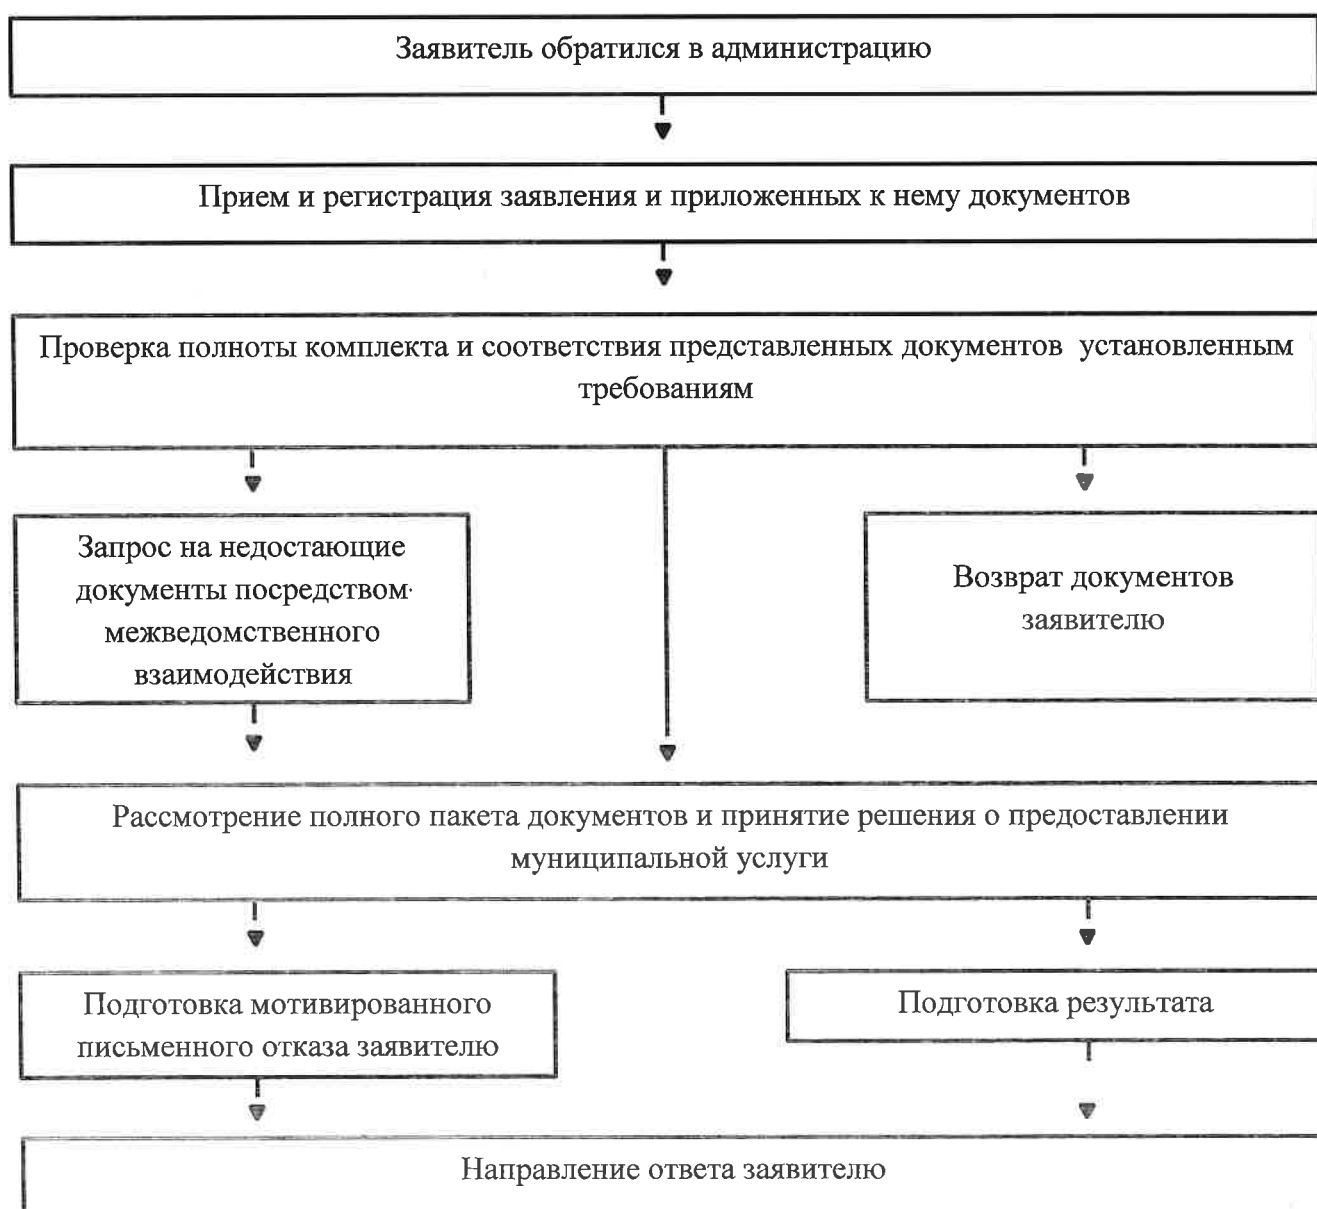 Заявитель обратился в администрацию
Прием и регистрация заявления и приложенных к нему документов
Проверка полноты комплекта и соответствия представленных документов установленным
требованиям
Запрос на недостающие
документы посредством
межведомственного
взаимодействия
Возврат документов
заявителю
Рассмотрение полного пакета документов и принятие решения о предоставлении
муниципальной услуги
Подготовка мотивированного
письменного отказа заявителю
Подготовка результата
Направление ответа заявителю